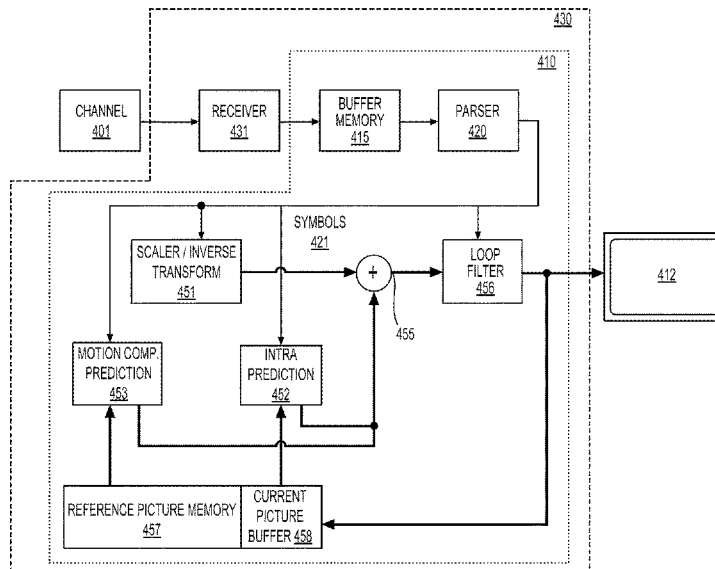 430
410
CHANNEL
401
RECEIVER
431
BUFFER
MEMORY
415
PARSER
420
SYMBOLS
421
SCALER / INVERSE
TRANSFORM
451
+
455
LOOP
FILTER
456
412
MOTION COMP.
PREDICTION
453
INTRA
PREDICTION
452
REFERENCE PICTURE MEMORY
457
CURRENT
PICTURE
BUFFER 458